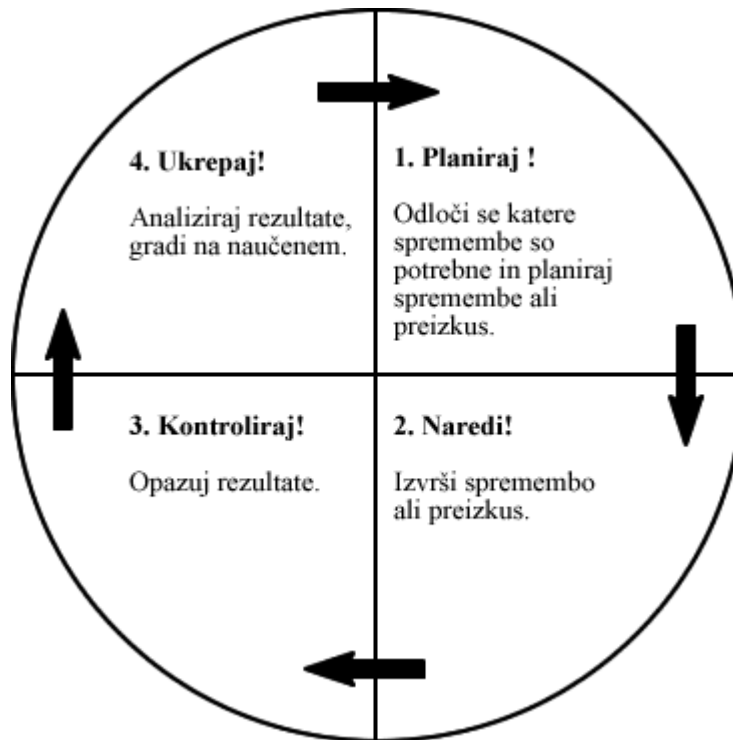 4. Ukrepaj!
Analiziraj rezultate,
gradi na naučenem.
1. Planiraj !
Odloči se katere
spremembe so
potrebne in planiraj
spremembe ali
preizkus.
3. Kontroliraj!
Opazuj rezultate.
2. Naredi!
Izvrši spremembo
ali preizkus.